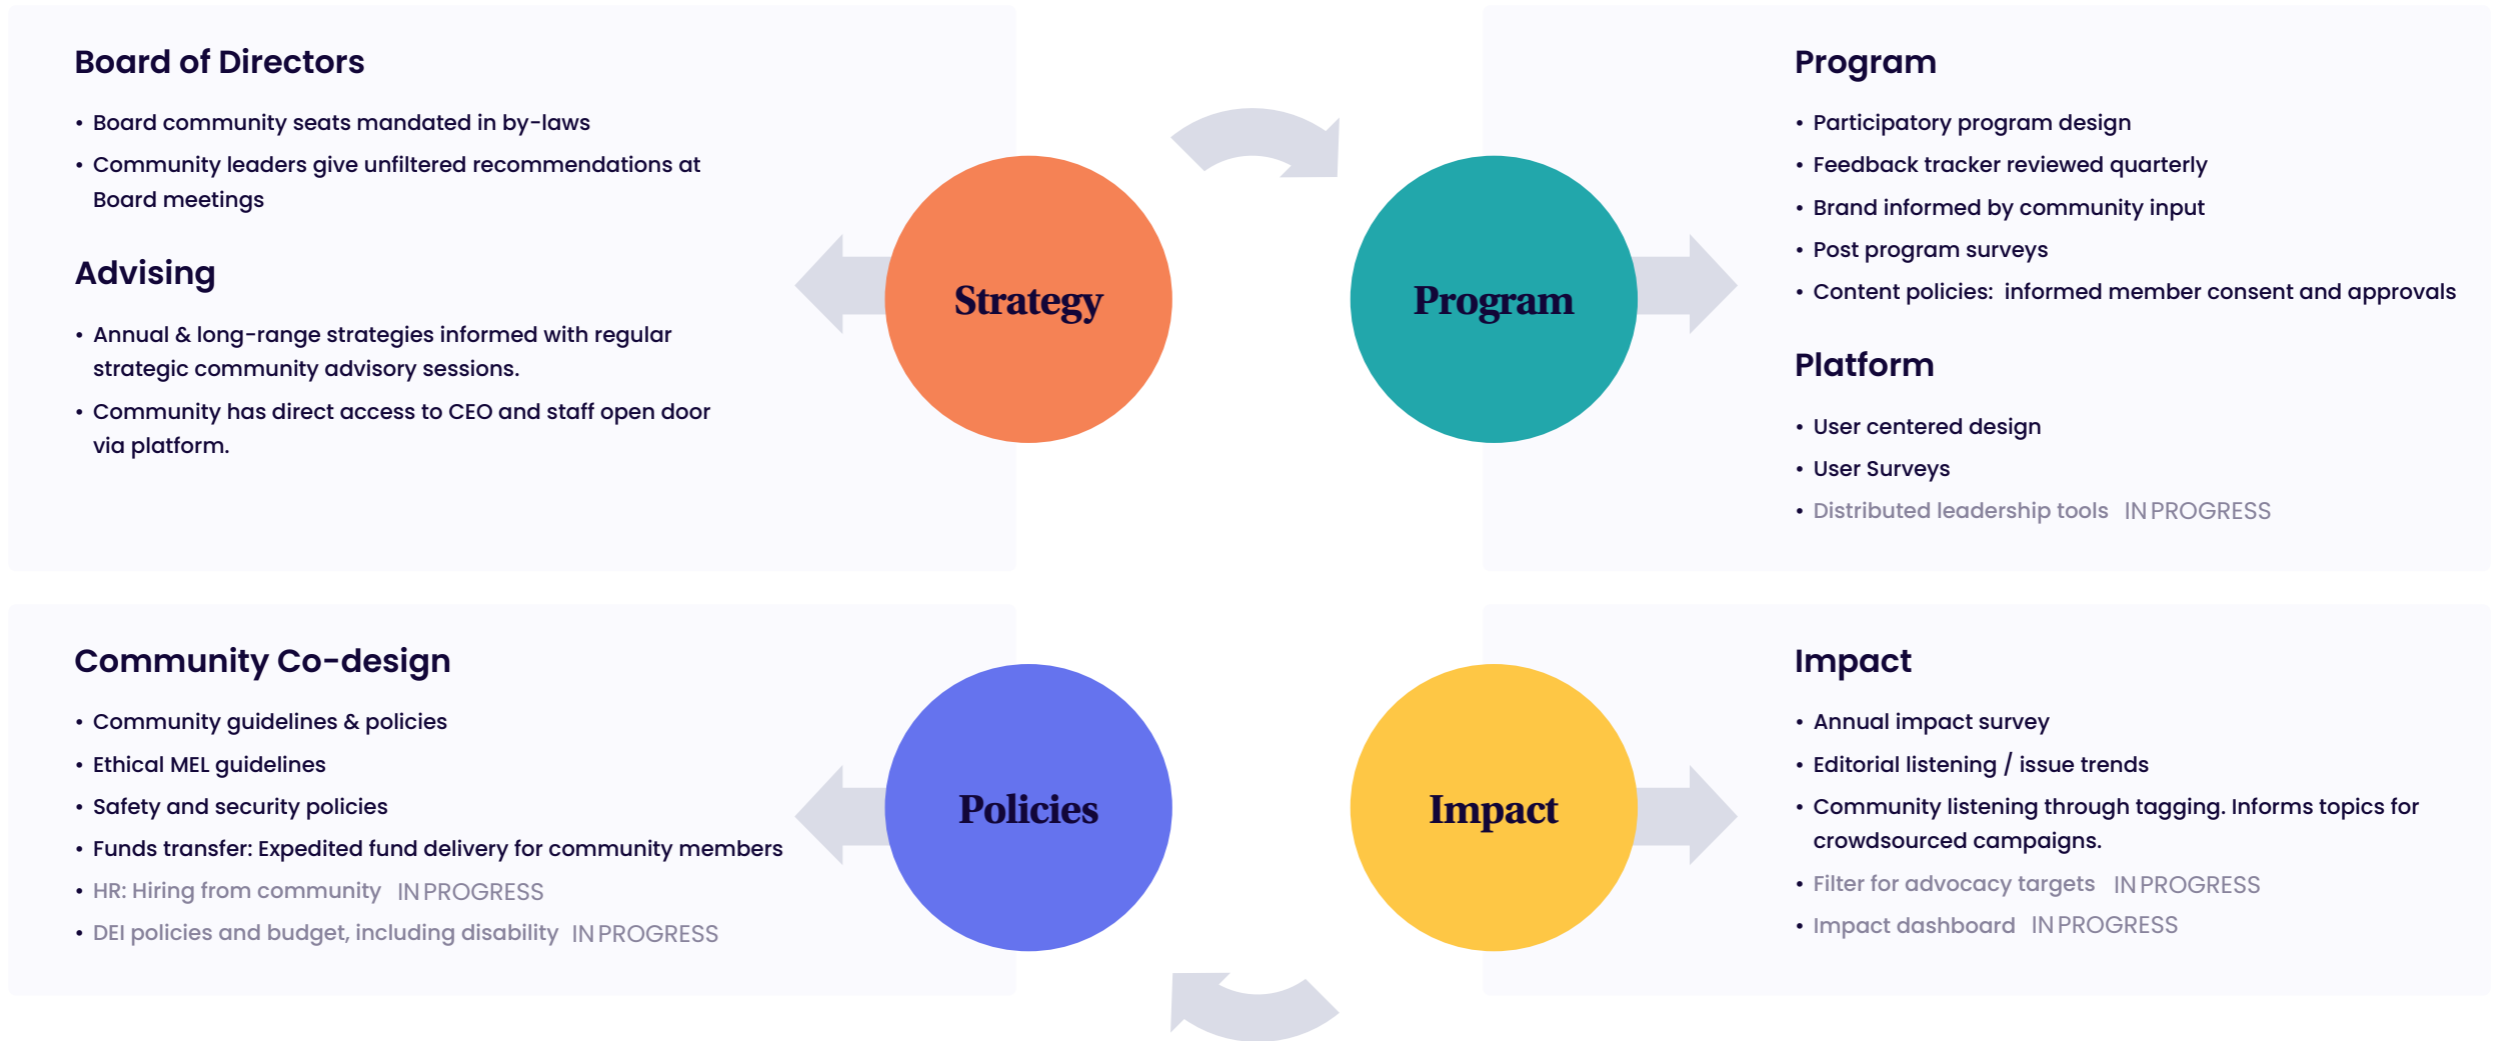 Board of Directors
• Board community seats mandated in by-laws
• Community leaders give unfiltered recommendations at
Board meetings
Advising
• Annual & long-range strategies informed with regular
strategic community advisory sessions.
• Community has direct access to CEO and staff open door
via platform.
Strategy
Program
Program
• Participatory program design
• Feedback tracker reviewed quarterly
• Brand informed by community input
• Post program surveys
• Content policies: informed member consent and approvals
Platform
• User centered design
• User Surveys
• Distributed leadership tools IN PROGRESS
Community Co-design
• Community guidelines & policies
• Ethical MEL guidelines
• Safety and security policies
• Funds transfer: Expedited fund delivery for community members
• HR: Hiring from community IN PROGRESS
• DEI policies and budget, including disability IN PROGRESS
Policies
Impact
Impact
• Annual impact survey
• Editorial listening / issue trends
• Community listening through tagging. Informs topics for
crowdsourced campaigns.
• Filter for advocacy targets IN PROGRESS
• Impact dashboard IN PROGRESS